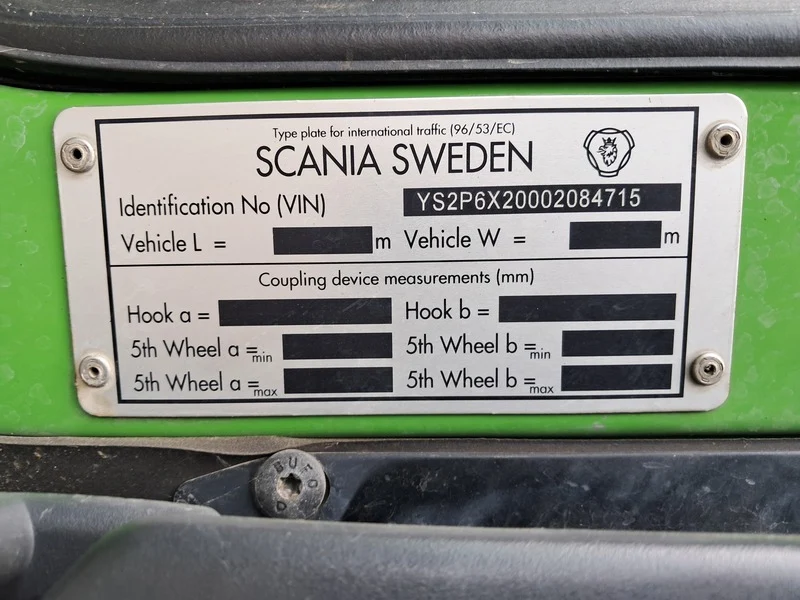 Type plate for international traffic (96/53/EC)
SCANIA SWEDEN
Identification No (VIN) YS2P6X20002084715
Vehicle L = m Vehicle W = m
Coupling device measurements (mm)
Hook a = Hook b =
5th Wheel a =min 5th Wheel b =min
5th Wheel a =max 5th Wheel b =max
BUFO